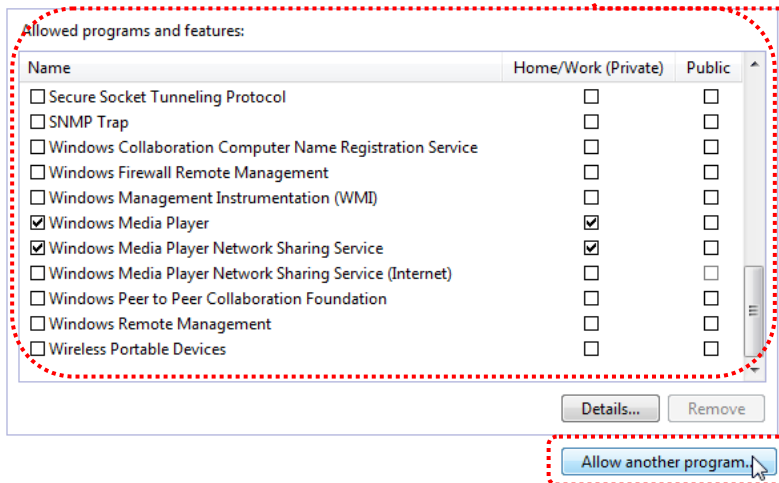 Allowed programs and features:
Name Home/Work (Private) Public
Secure Socket Tunneling Protocol
SNMP Trap
Windows Collaboration Computer Name Registration Service
Windows Firewall Remote Management
Windows Management Instrumentation (WMI)
Windows Media Player
Windows Media Player Network Sharing Service
Windows Media Player Network Sharing Service (Internet)
Windows Peer to Peer Collaboration Foundation
Windows Remote Management
Wireless Portable Devices
Details... Remove
Allow another program...